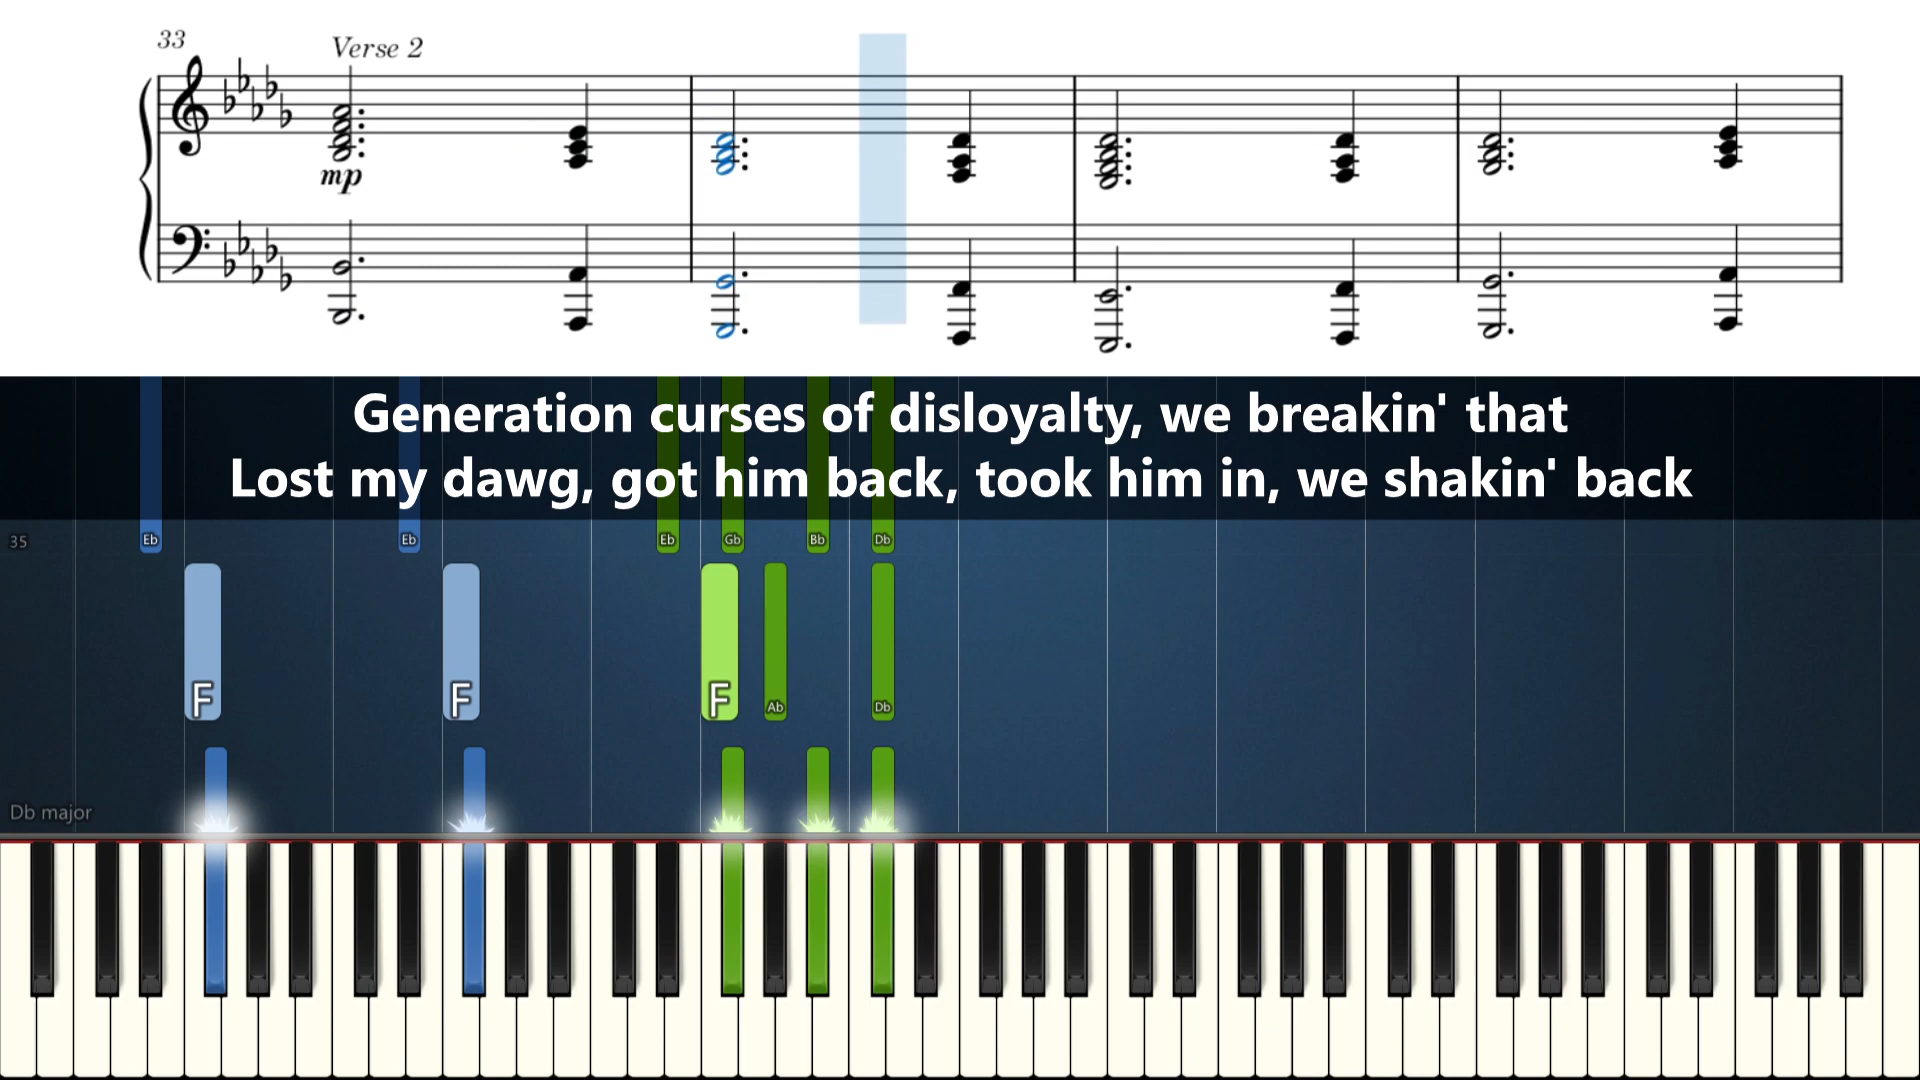 33
Verse 2
mp
Generation curses of disloyalty, we breakin' that
Lost my dawg, got him back, took him in, we shakin' back
35
Eb Eb Eb Gb Bb Db
F F F Ab Db
Db major